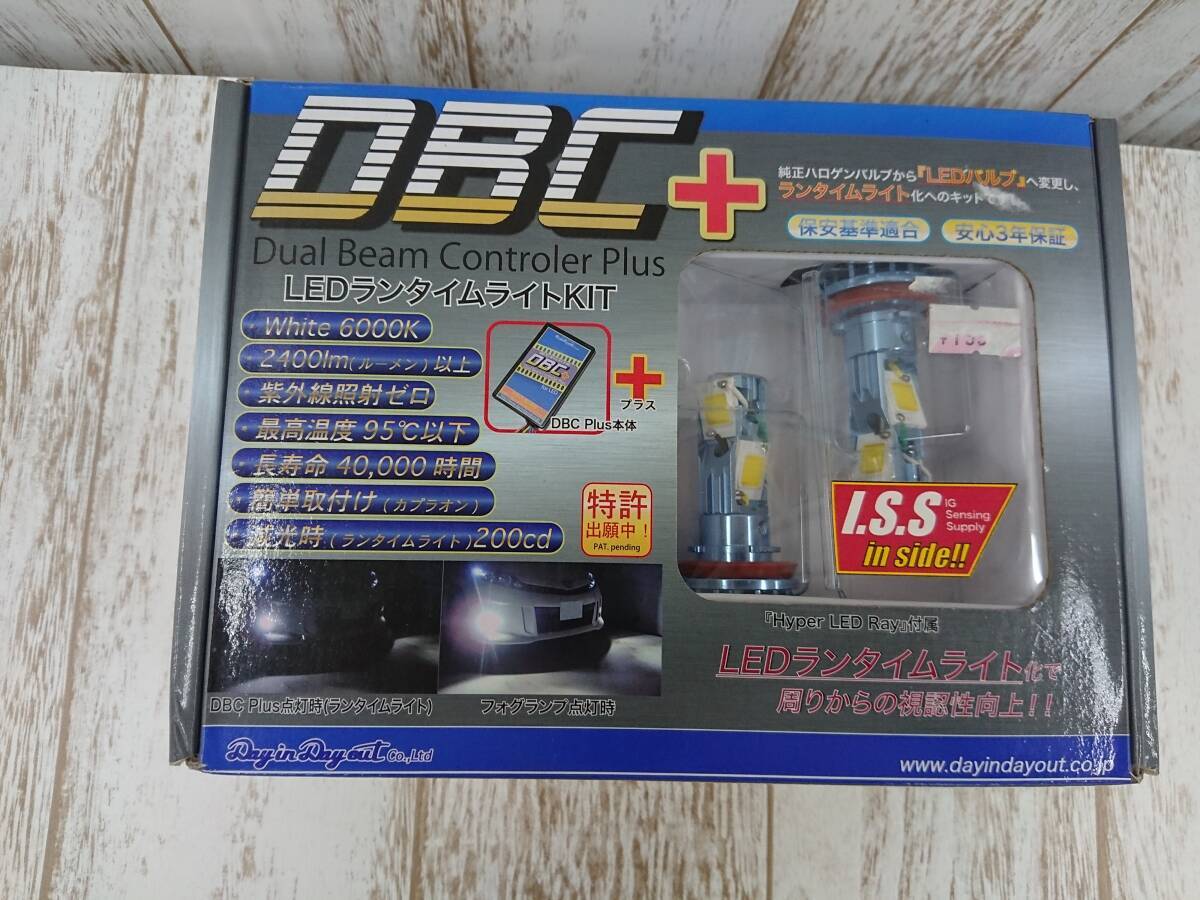 DBC+
Dual Beam Controler Plus
LEDランタイムライトKIT
純正ハロゲンバルブから『LEDバルブ』へ変更し、
ランタイムライト化へのキット
保安基準適合
安心3年保証
・White 6000K
・2400lm(ルーメン)以上
・紫外線照射ゼロ
・最高温度 95℃以下
・長寿命 40,000 時間
・簡単取付け(カプラオン)
減光時(ランタイムライト)200cd
DBC+
for LED
プラス
DBC Plus本体
特許
出願中!
PAT. pending
I.S.S
IG
Sensing
Supply
in side!!
『Hyper LED Ray』付属
LEDランタイムライト化で
周りからの視認性向上!!
DBC Plus点灯時(ランタイムライト)
フォグランプ点灯時
Day in Day out Co.,Ltd
www.dayindayout.co.jp